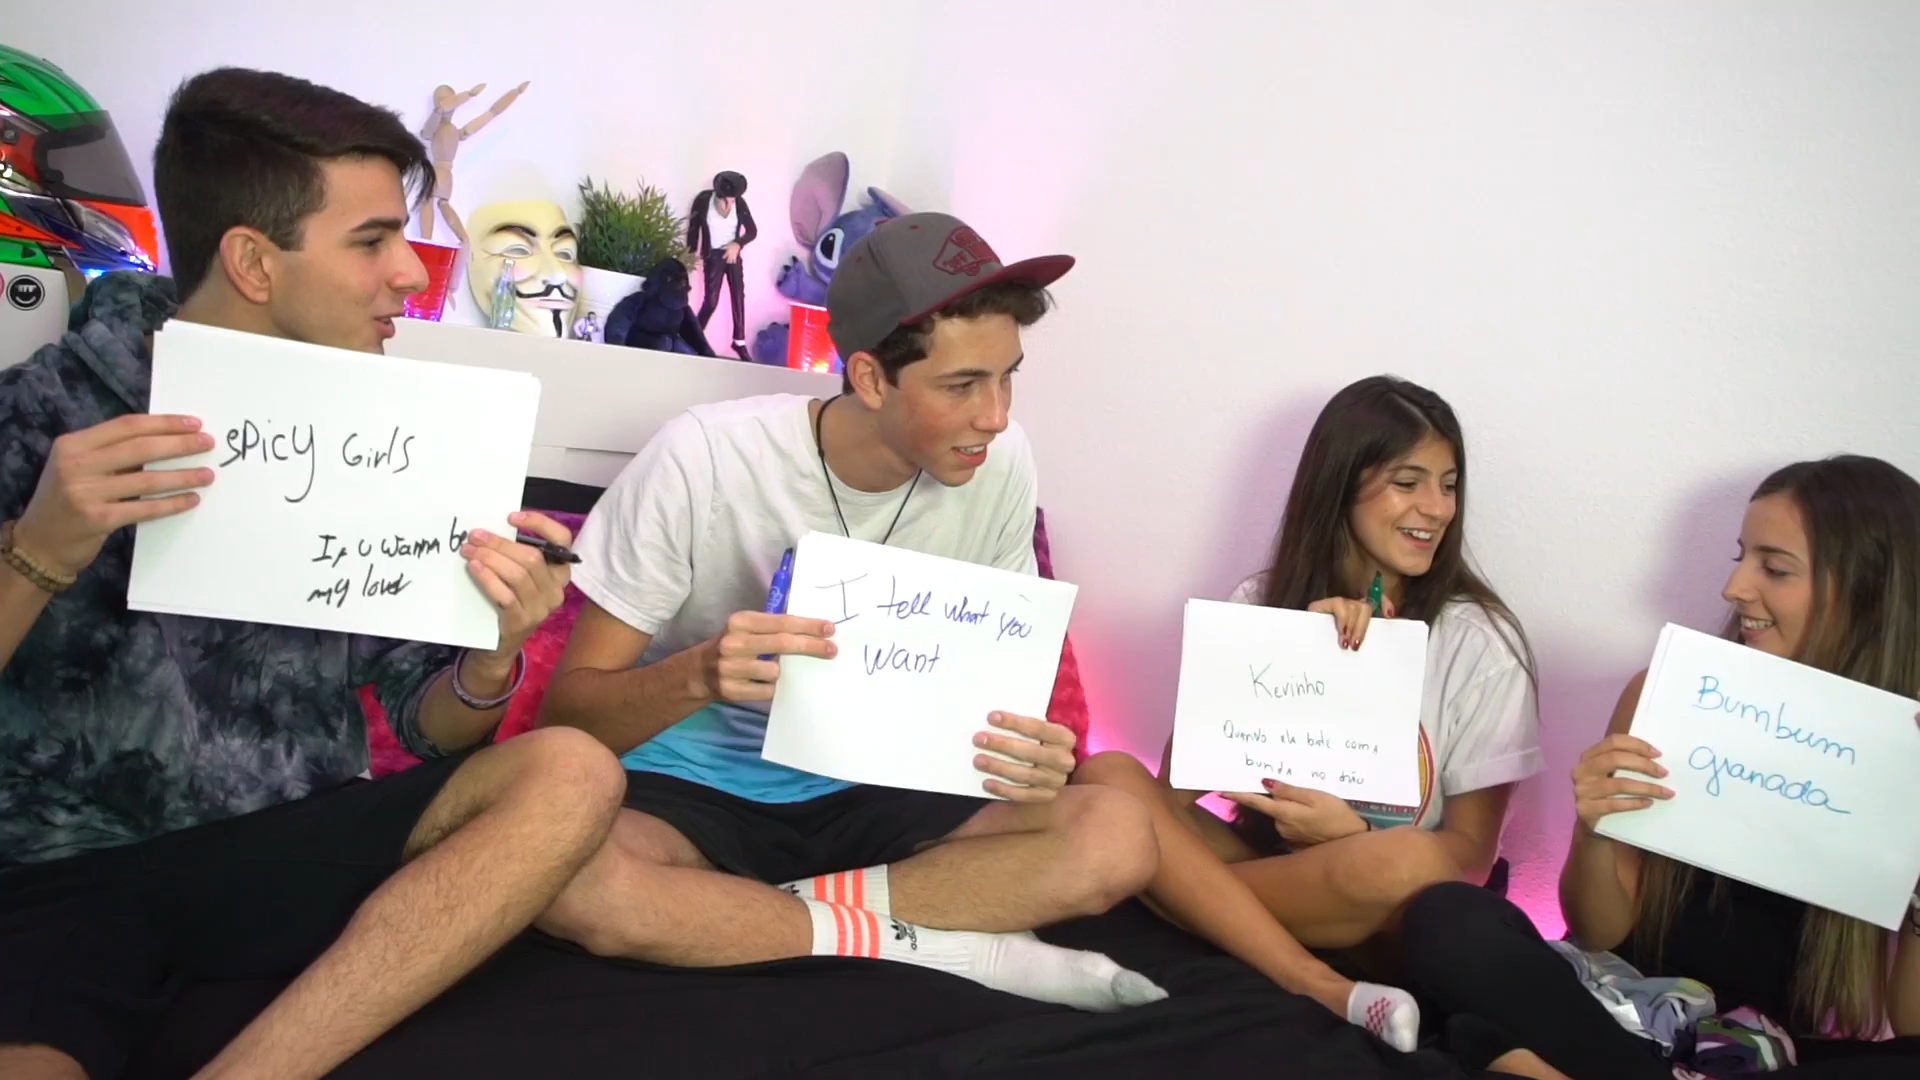 sPicy Girls
If U wanna be
my lover
I tell what you
want
Kevinho
Quando ela bate com a
bunda no chão
Bumbum
granada
adidas